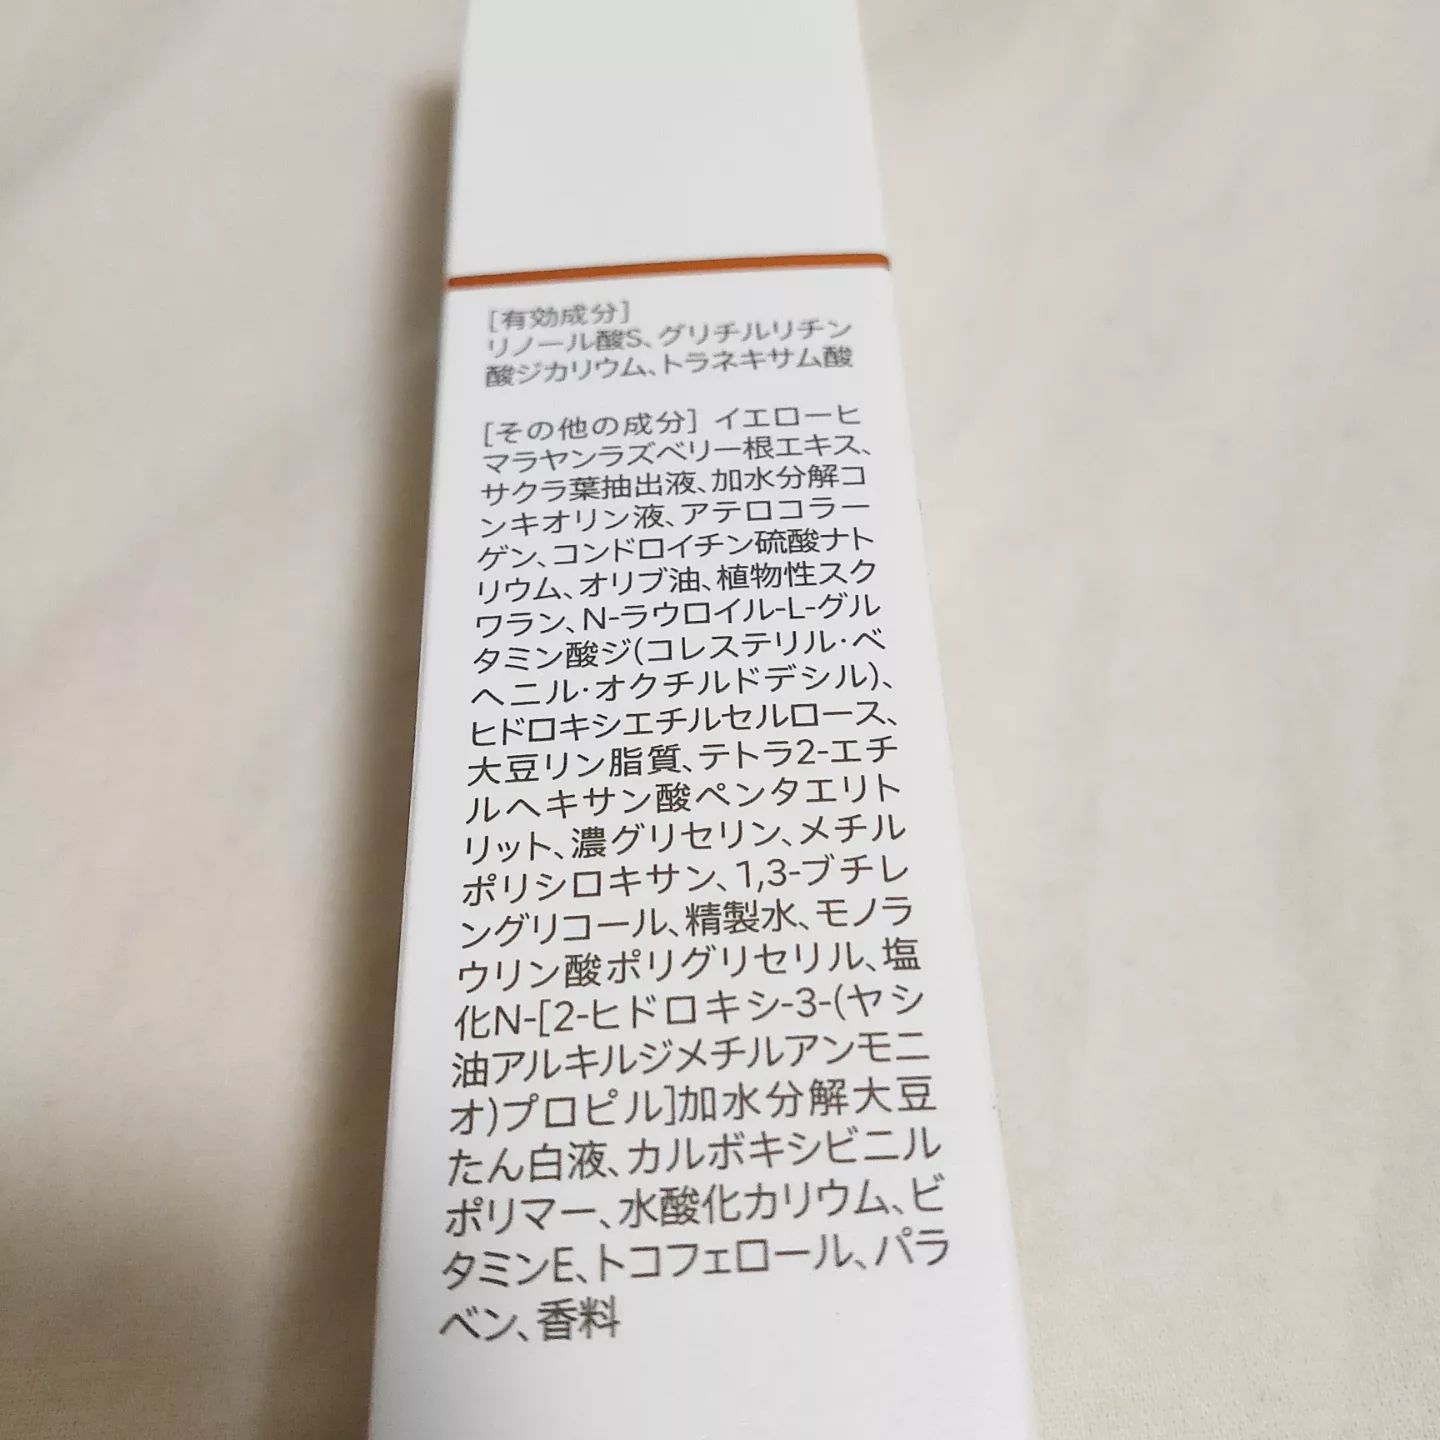 [有効成分]
リノール酸S、グリチルリチン
酸ジカリウム、トラネキサム酸
[その他の成分] イエローヒ
マラヤンラズベリー根エキス、
サクラ葉抽出液、加水分解コ
ンキオリン液、アテロコラー
ゲン、コンドロイチン硫酸ナト
リウム、オリブ油、植物性スク
ワラン、N-ラウロイル-L-グル
タミン酸ジ(コレステリル・ベ
ヘニル・オクチルドデシル)、
ヒドロキシエチルセルロース、
大豆リン脂質、テトラ2-エチ
ルヘキサン酸ペンタエリト
リット、濃グリセリン、メチル
ポリシロキサン、1,3-ブチレ
ングリコール、精製水、モノラ
ウリン酸ポリグリセリル、塩
化N-[2-ヒドロキシ-3-(ヤシ
油アルキルジメチルアンモニ
オ)プロピル]加水分解大豆
たん白液、カルボキシビニル
ポリマー、水酸化カリウム、ビ
タミンE、トコフェロール、パラ
ベン、香料